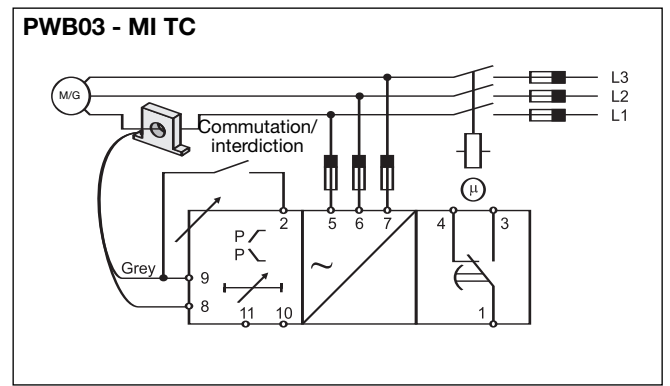 PWB03 - MI TC
L3
M/G
L2
L1
Commutation/
interdiction
µ
2
5
6
7
4
3
P
P
~
Grey
9
8
11
10
1